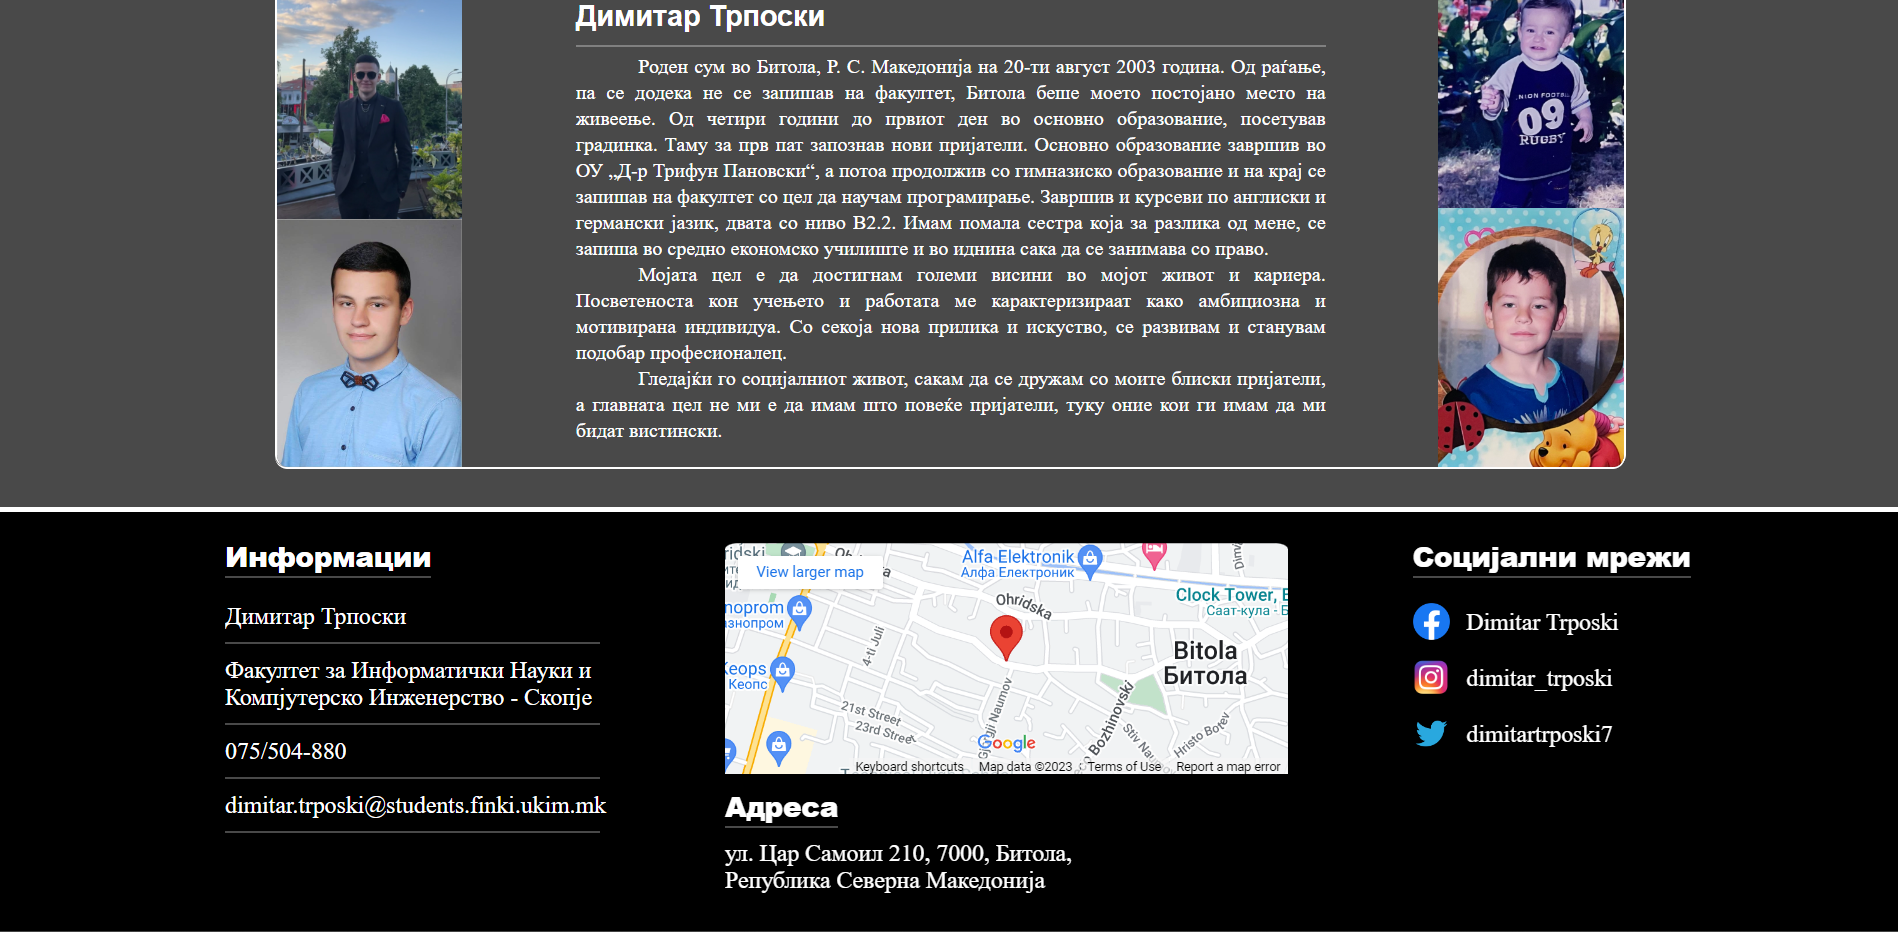 Димитар Трпоски
Роден сум во Битола, Р. С. Македонија на 20-ти август 2003 година. Од раѓање,
па се додека не се запишав на факултет, Битола беше моето постојано место на
живеење. Од четири години до првиот ден во основно образование, посетував
градинка. Таму за прв пат запознав нови пријатели. Основно образование завршив во
ОУ „Д-р Трифун Пановски“, а потоа продолжив со гимназиско образование и на крај се
запишав на факултет со цел да научам програмирање. Завршив и курсеви по англиски и
германски јазик, двата со ниво B2.2. Имам помала сестра која за разлика од мене, се
запиша во средно економско училиште и во иднина сака да се занимава со право.
Мојата цел е да достигнам големи висини во мојот живот и кариера.
Посветеноста кон учењето и работата ме карактеризираат како амбициозна и
мотивирана индивидуа. Со секоја нова прилика и искуство, се развивам и станувам
подобар професионалец.
Гледајќи го социјалниот живот, сакам да се дружам со моите блиски пријатели,
а главната цел не ми е да имам што повеќе пријатели, туку оние кои ги имам да ми
бидат вистински.
NION FOOTB
09
RUGBY
Информации
Димитар Трпоски
Факултет за Информатички Науки и
Компјутерско Инженерство - Скопје
075/504-880
dimitar.trposki@students.finki.ukim.mk
View larger map
Alfa Elektronik
Алфа Електроник
Clock Tower,
Саат-кула -
Ohridska
noprom
азнопром
4-ti Juli
Keops
Кеопс
Bitola
Битола
21st Street
23rd Street
Gjorgji Naumov
Bozhinovski
Stiv Nau
Hristo Botev
Google
Keyboard shortcuts
Map data ©2023
Terms of Use
Report a map error
Адреса
ул. Цар Самоил 210, 7000, Битола,
Република Северна Македонија
Социјални мрежи
Dimitar Trposki
dimitar_trposki
dimitartrposki7